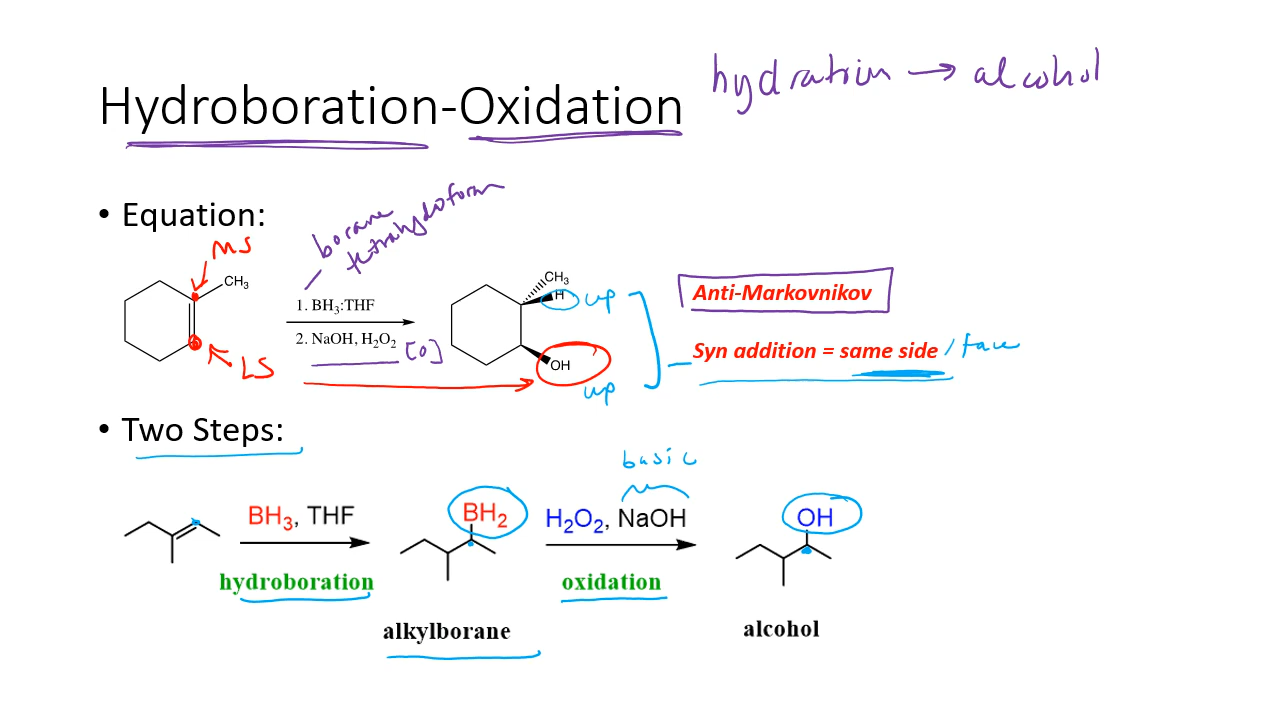 hydration → alcohol
Hydroboration-Oxidation
• Equation:
borane
tetrahydoform
MS
CH3
LS
1. BH3:THF
2. NaOH, H2O2
[O]
CH3
H
up
OH
up
Anti-Markovnikov
Syn addition = same side / face
• Two Steps:
basic
BH3, THF
hydroboration
BH2
alkylborane
H2O2, NaOH
oxidation
OH
alcohol